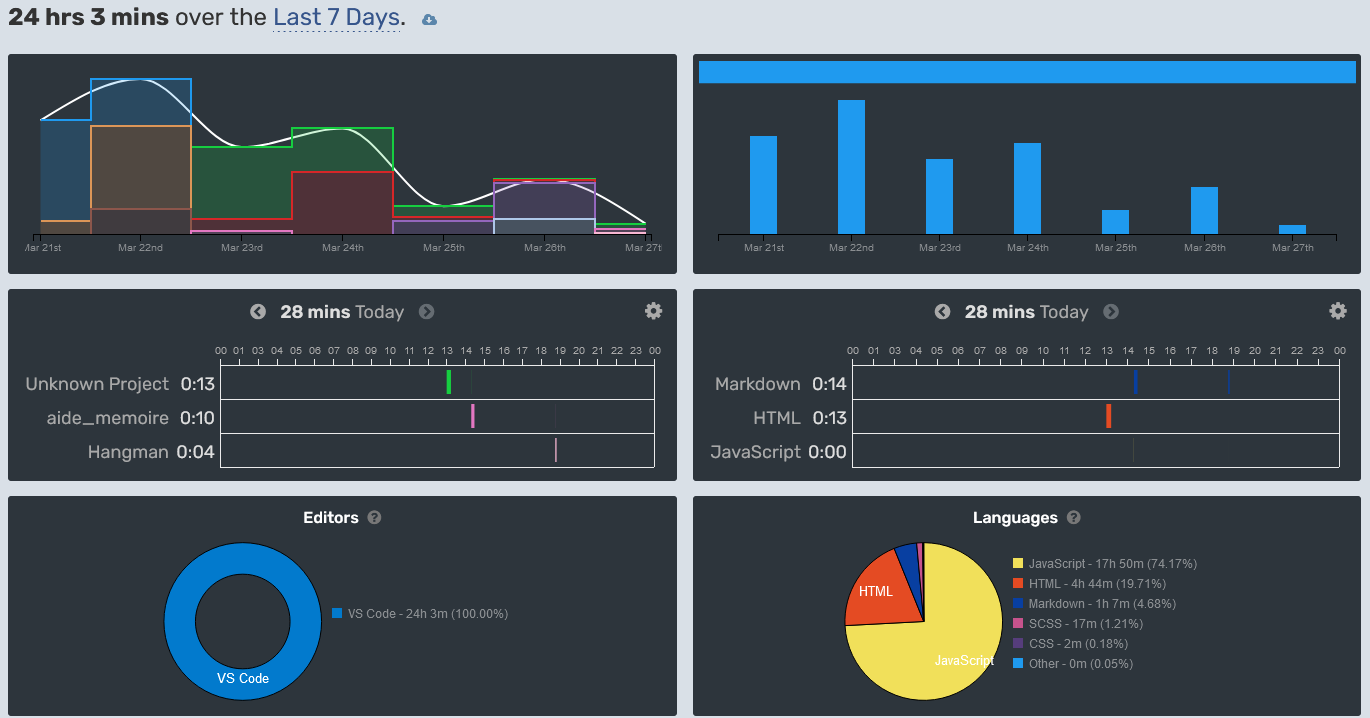 24 hrs 3 mins over the Last 7 Days.
Mar 21st Mar 22nd Mar 23rd Mar 24th Mar 25th Mar 26th Mar 27t
Mar 21st Mar 22nd Mar 23rd Mar 24th Mar 25th Mar 26th Mar 27th
28 mins Today
00 01 03 04 05 06 07 08 09 10 11 12 13 14 15 16 17 18 19 20 21 22 23 00
Unknown Project 0:13
aide_memoire 0:10
Hangman 0:04
28 mins Today
00 01 03 04 05 06 07 08 09 10 11 12 13 14 15 16 17 18 19 20 21 22 23 00
Markdown 0:14
HTML 0:13
JavaScript 0:00
Editors ?
VS Code - 24h 3m (100.00%)
VS Code
Languages ?
HTML
JavaScript
JavaScript - 17h 50m (74.17%)
HTML - 4h 44m (19.71%)
Markdown - 1h 7m (4.68%)
SCSS - 17m (1.21%)
CSS - 2m (0.18%)
Other - 0m (0.05%)